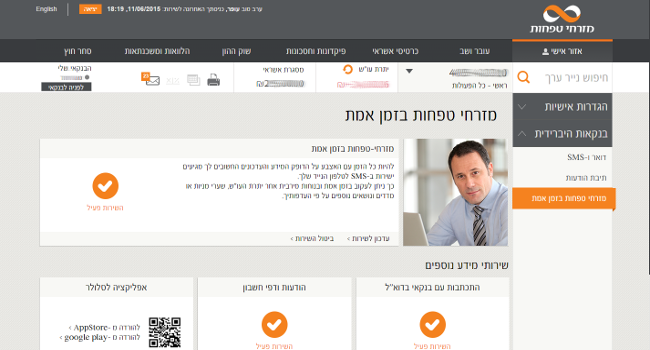 ערב טוב עומר, כניסתך האחרונה לשירות: 11/06/2015, 18:19
יציאה
English
מזרחי טפחות
אזור אישי
עובר ושב
כרטיסי אשראי
פיקדונות וחסכונות
שוק ההון
הלוואות ומשכנתאות
סחר חוץ
חיפוש נייר ערך
ראשי - כל הפעולות
יתרת עו"ש
מסגרת אשראי
הבנקאי שלי
לפניה לבנקאי
הגדרות אישיות
בנקאות היברידית
דואר ו-SMS
תיבת הודעות
מזרחי טפחות בזמן אמת
מזרחי טפחות בזמן אמת
מזרחי-טפחות בזמן אמת
להיות כל הזמן עם האצבע על הדופק המידע והעדכונים החשובים לך מגיעים
ישירות ב-SMS לטלפון הנייד שלך.
כך ניתן לעקוב בזמן אמת ובנוחות מירבית אחר יתרת העו"ש, שערי מניות או
מדדים ונושאים נוספים על פי העדפותיך.
השירות פעיל
עדכון לשירות ›
ביטול השירות ›
שירותי מידע נוספים
התכתבות עם בנקאי בדוא"ל
השירות פעיל
הודעות ודפי חשבון
השירות פעיל
אפליקציה לסלולר
להורדה מ -AppStore ›
להורדה מ -google play ›